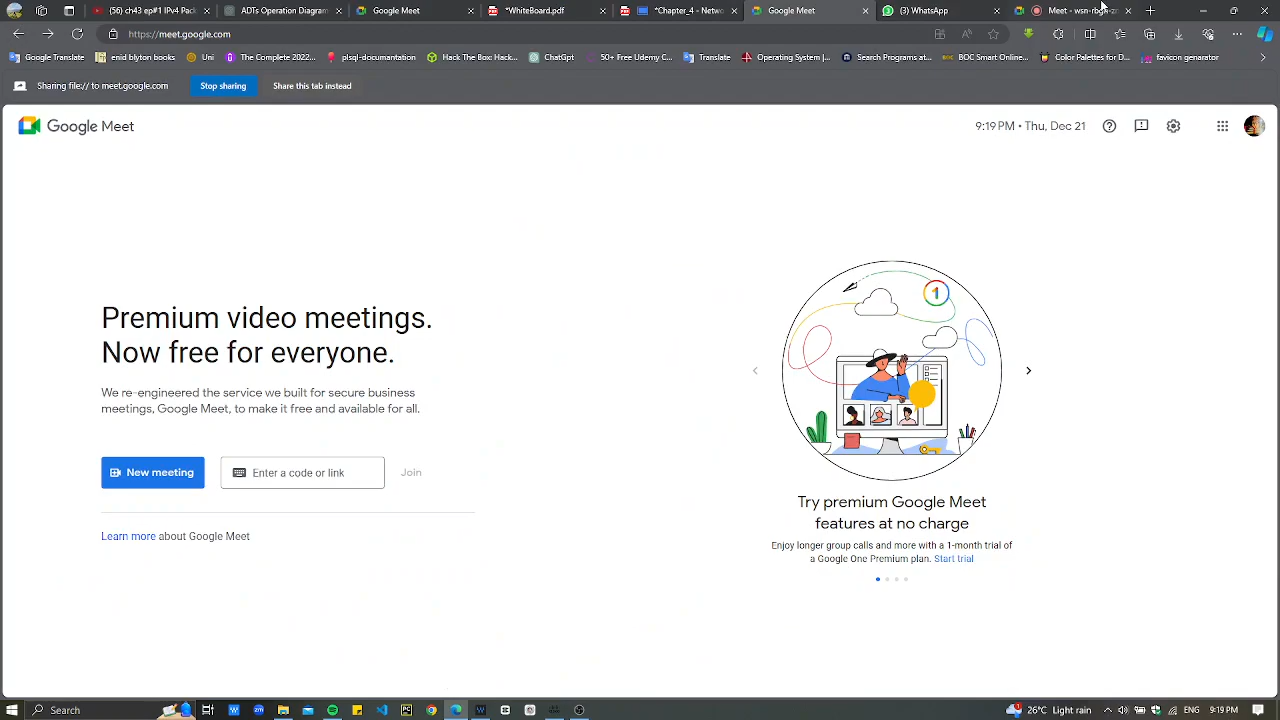 (56) ch43 ep#1 IPv4 Pack
ADTs Operation Diagram
Google Meet
*WhiteBoard.pdf
*Chapter_4 - Netwo
Google Meet
(3) WhatsApp
Meet - wsn-
https://meet.google.com
Google Translate
enid blyton books
Uni
The Complete 2022...
plsql documentation
Hack The Box: Hack...
ChatGpt
50+ Free Udemy C...
Translate
Operating System |...
Search Programs at...
BOC Smart Online...
Color Palettes for D...
favicon generator
Sharing file:// to meet.google.com
Stop sharing
Share this tab instead
Google Meet
9:19 PM • Thu, Dec 21
Premium video meetings.
Now free for everyone.
We re-engineered the service we built for secure business
meetings, Google Meet, to make it free and available for all.
New meeting
Enter a code or link
Join
Learn more about Google Meet
1
Try premium Google Meet
features at no charge
Enjoy longer group calls and more with a 1-month trial of
a Google One Premium plan. Start trial
Search
26°C Light rain
ENG
9:19 PM